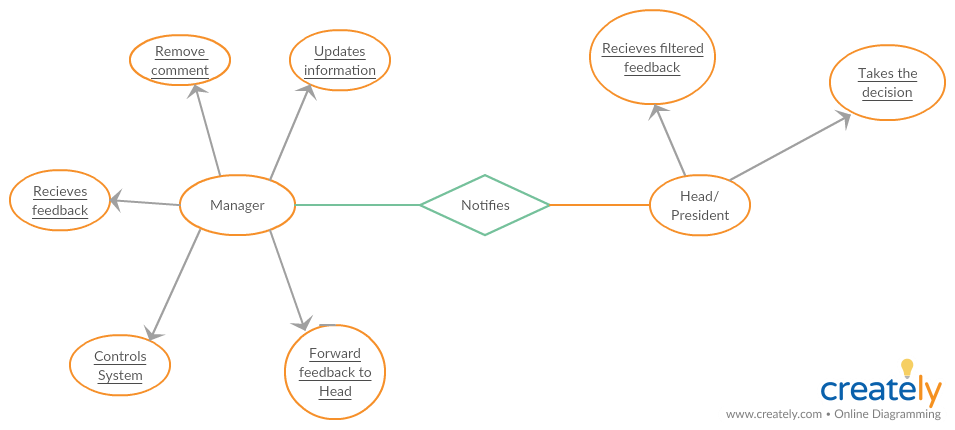 Remove
comment
Updates
information
Recieves filtered
feedback
Takes the
decision
Recieves
feedback
Manager
Notifies
Head/
President
Controls
System
Forward
feedback to
Head
creately
www.creately.com • Online Diagramming